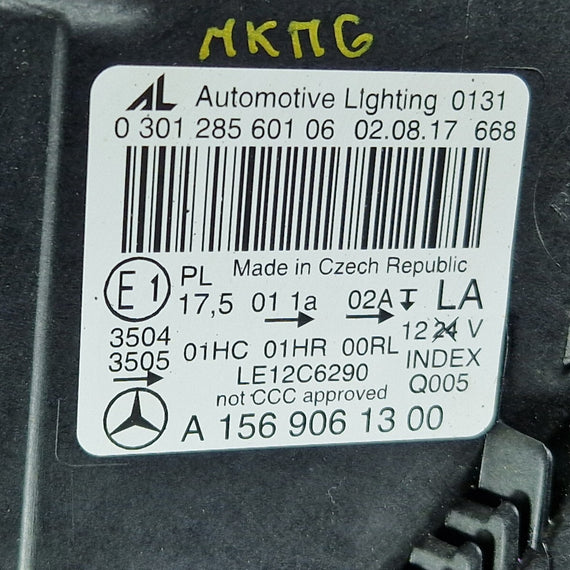 MKПG
AL Automotive Lighting 0131
0 301 285 601 06 02.08.17 668
Made in Czech Republic
E1 PL 17,5 01 1a 02A LA
12 24 V
3504
3505 01HC 01HR 00RL INDEX
LE12C6290 Q005
not CCC approved
A 156 906 13 00